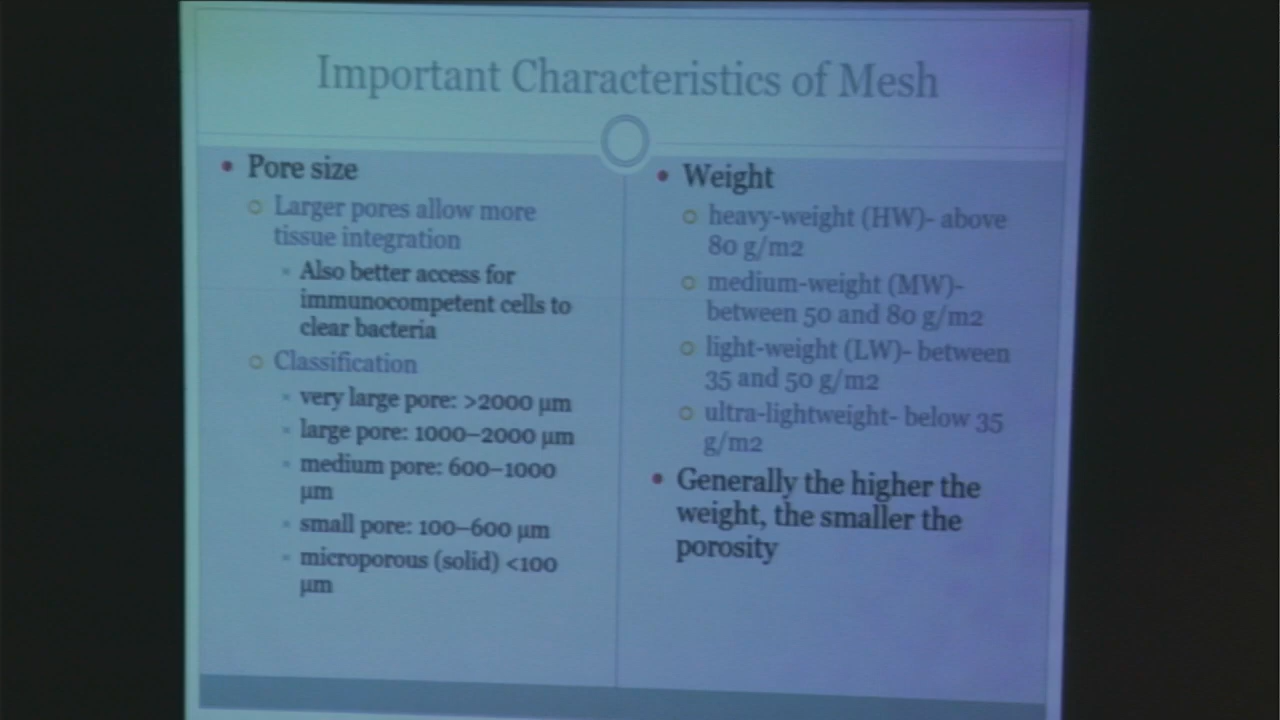 Important Characteristics of Mesh
Pore size
Larger pores allow more
tissue integration
Also better access for
immunocompetent cells to
clear bacteria
Classification
very large pore: >2000 µm
large pore: 1000–2000 µm
medium pore: 600–1000
µm
small pore: 100–600 µm
microporous (solid) <100
µm
Weight
heavy-weight (HW)- above
80 g/m2
medium-weight (MW)-
between 50 and 80 g/m2
light-weight (LW)- between
35 and 50 g/m2
ultra-lightweight- below 35
g/m2
Generally the higher the
weight, the smaller the
porosity